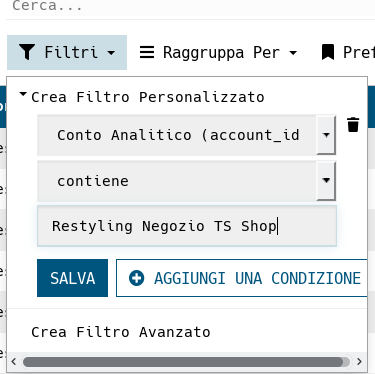 Cerca...
Filtri
Raggruppa Per
Crea Filtro Personalizzato
Conto Analitico (account_id
contiene
Restyling Negozio TS Shop
SALVA
AGGIUNGI UNA CONDIZIONE
Crea Filtro Avanzato